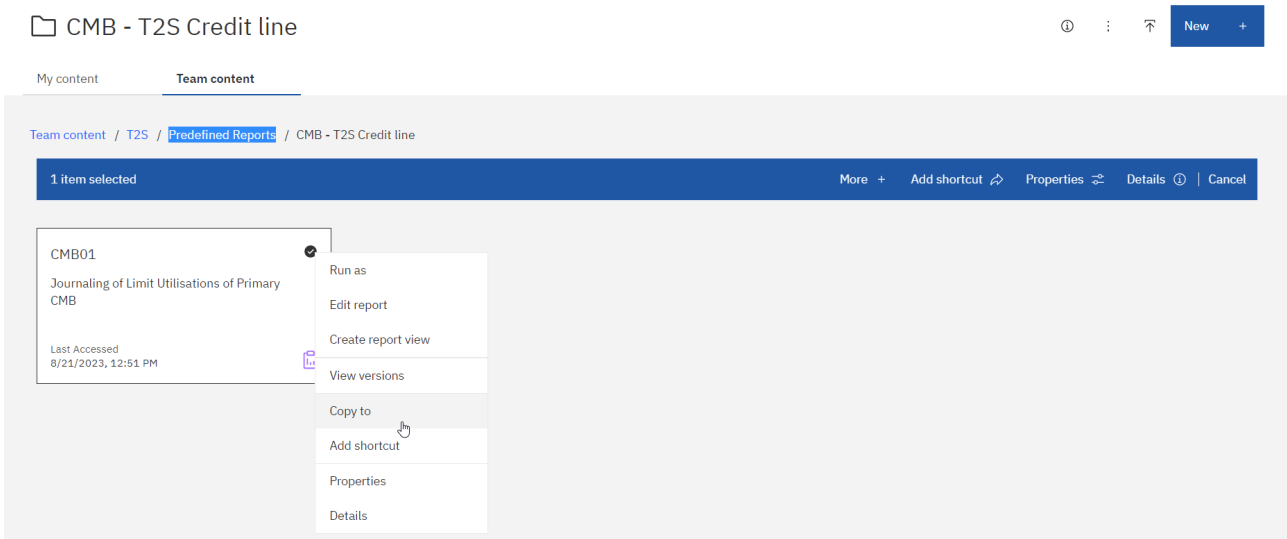 CMB - T2S Credit line
New +
My content
Team content
Team content / T2S / Predefined Reports / CMB - T2S Credit line
1 item selected
More + Add shortcut Properties Details | Cancel
CMB01
Journaling of Limit Utilisations of Primary
CMB
Last Accessed
8/21/2023, 12:51 PM
Run as
Edit report
Create report view
View versions
Copy to
Add shortcut
Properties
Details